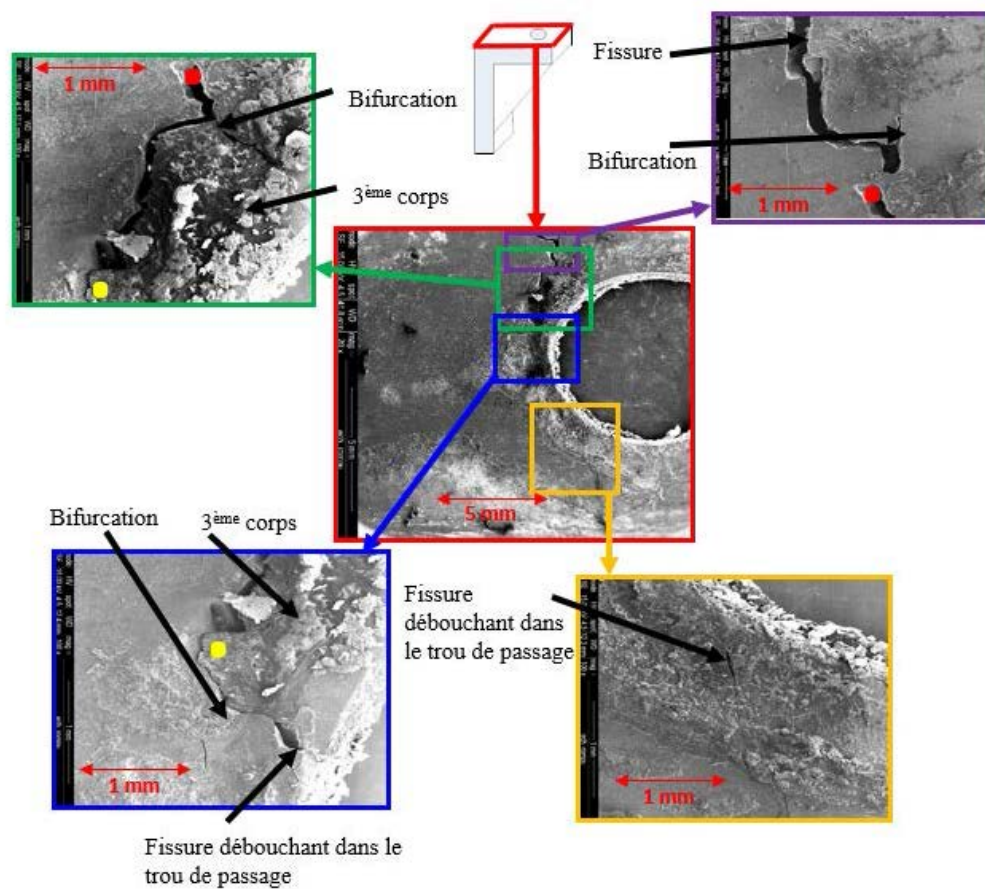 Fissure
1 mm
Bifurcation
Bifurcation
1 mm
3ème corps
5 mm
Bifurcation
3ème corps
Fissure
débouchant dans
le trou de passage
1 mm
1 mm
Fissure débouchant dans le
trou de passage